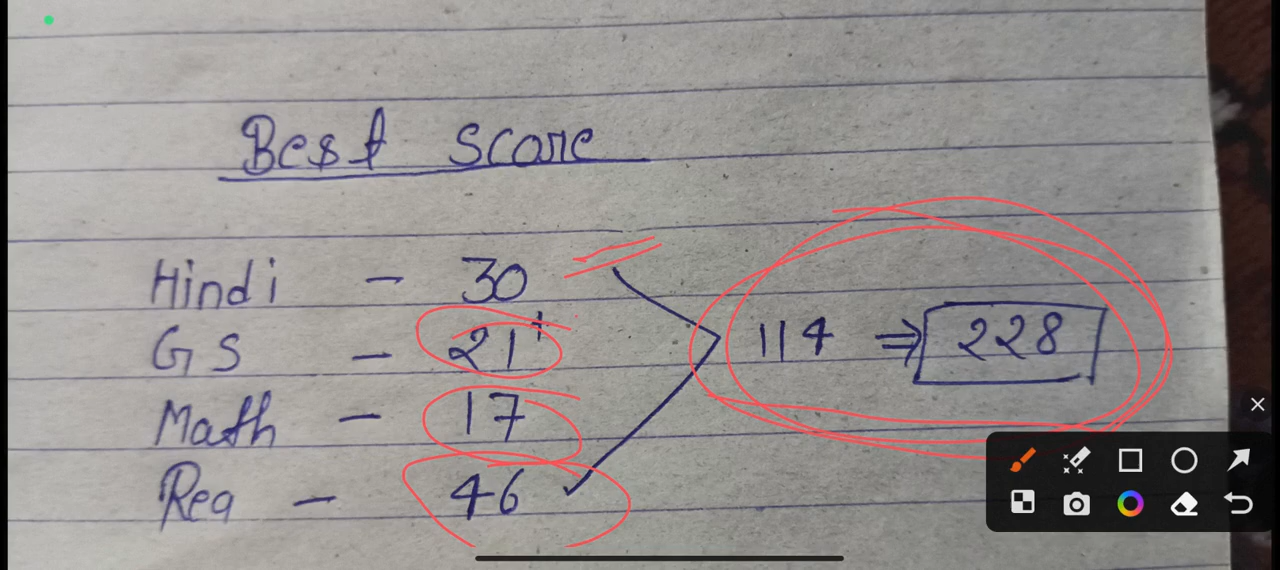 Best Score
Hindi - 30
GS - 21+
Math - 17
Rea - 46
114 ⇒ 228